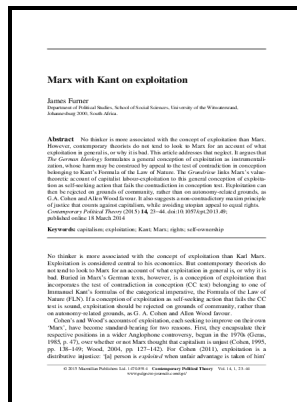 Marx with Kant on exploitation
James Furner
Department of Political Studies, School of Social Sciences, University of the Witwatersrand,
Johannesburg 2000, South Africa.
Abstract No thinker is more associated with the concept of exploitation than Marx.
However, contemporary theorists do not tend to look to Marx for an account of what
exploitation in general is, or why it is bad. This article addresses that neglect. It argues that
The German Ideology formulates a general conception of exploitation as instrumentali-
zation, whose harm may be construed by appeal to the test of contradiction in conception
belonging to Kant's Formula of the Law of Nature. The Grundrisse links Marx's value-
theoretic account of capitalist labour-exploitation to this general conception of exploita-
tion as self-seeking action that fails the contradiction in conception test. Exploitation can
then be rejected on grounds of community, rather than on autonomy-related grounds, as
G.A. Cohen and Allen Wood favour. It also suggests a non-contradictory maxim/principle
of justice that counts against capitalism, while avoiding utopian appeal to equal rights.
Contemporary Political Theory (2015) 14, 23–44. doi:10.1057/cpt.2013.49;
published online 18 March 2014
Keywords: capitalism; exploitation; Kant; Marx; rights; self-ownership
No thinker is more associated with the concept of exploitation than Karl Marx.
Exploitation is considered central to his economics. But contemporary theorists do
not tend to look to Marx for an account of what exploitation in general is, or why it is
bad. Buried in Marx's German texts, however, is a conception of exploitation that
incorporates the test of contradiction in conception (CC test) belonging to one of
Immanuel Kant's formulas of the categorical imperative, the Formula of the Law of
Nature (FLN). If a conception of exploitation as self-seeking action that fails the CC
test is sound, exploitation should be rejected on grounds of community, rather than
on autonomy-related grounds, as G. A. Cohen and Allen Wood favour.
Cohen's and Wood's accounts of exploitation, each seeking to improve on their own
'Marx', have become standard-bearing for two reasons. First, they encapsulate their
respective positions in a wider Anglophone controversy, begun in the 1970s (Geras,
1985, p. 47), over whether or not Marx thought that capitalism is unjust (Cohen, 1995,
pp. 138–149; Wood, 2004, pp. 127–142). For Cohen (2011), exploitation is a
distributive injustice: '[a] person is exploited when unfair advantage is taken of him'
© 2015 Macmillan Publishers Ltd. 1470-8914 Contemporary Political Theory Vol. 14, 1, 23–44
www.palgrave-journals.com/cpt/